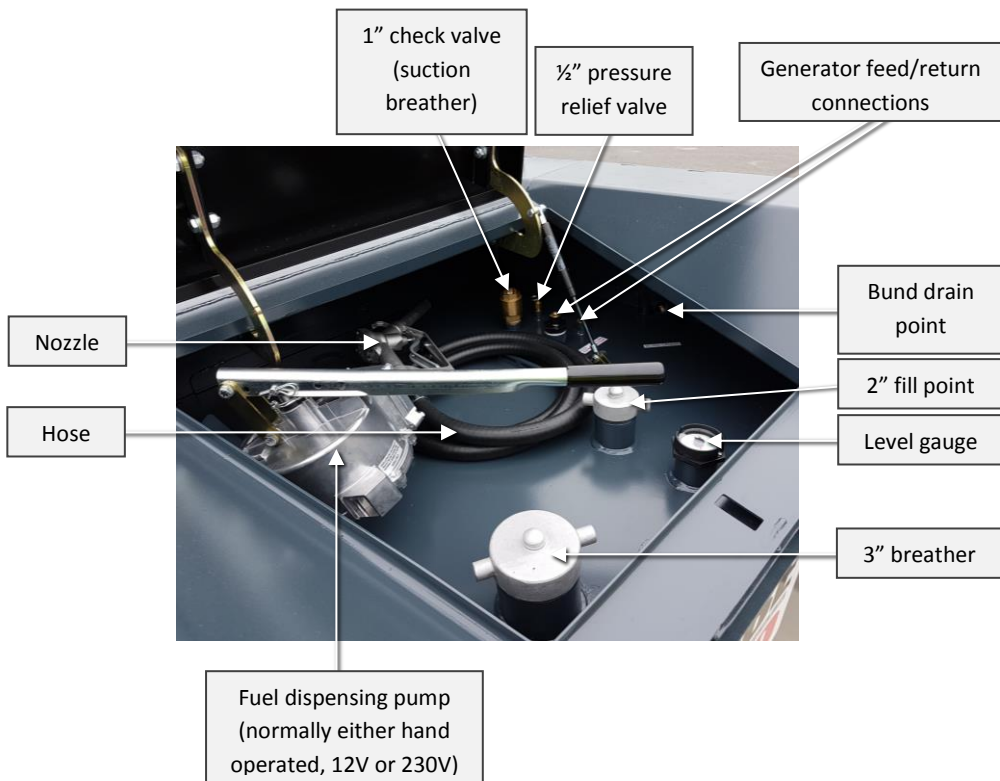 1” check valve
(suction
breather)
½” pressure
relief valve
Generator feed/return
connections
Bund drain
point
Nozzle
2” fill point
Hose
Level gauge
3” breather
Fuel dispensing pump
(normally either hand
operated, 12V or 230V)